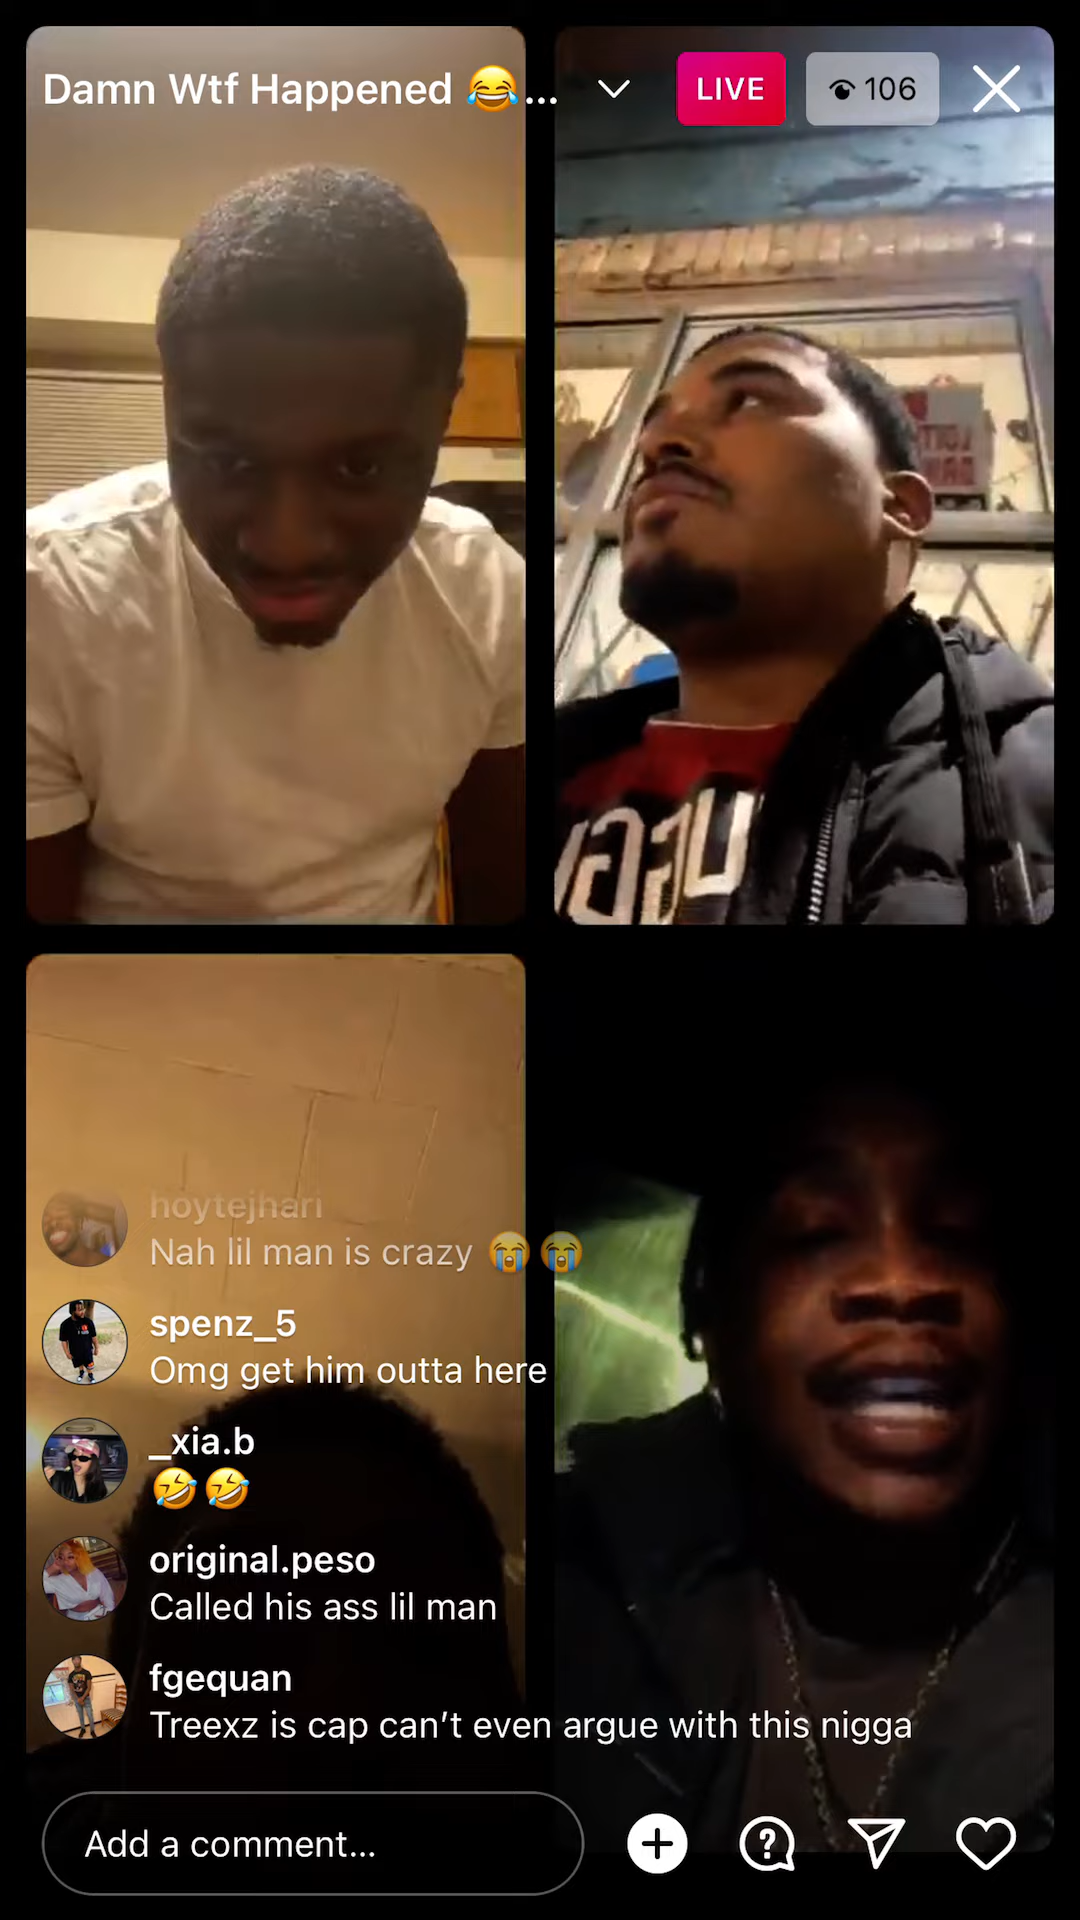 Damn Wtf Happened 😂...
LIVE
106
hoytejhari
Nah lil man is crazy 😭😭
spenz_5
Omg get him outta here
_xia.b
🤣🤣
original.peso
Called his ass lil man
fgequan
Treexz is cap can't even argue with this nigga
Add a comment...